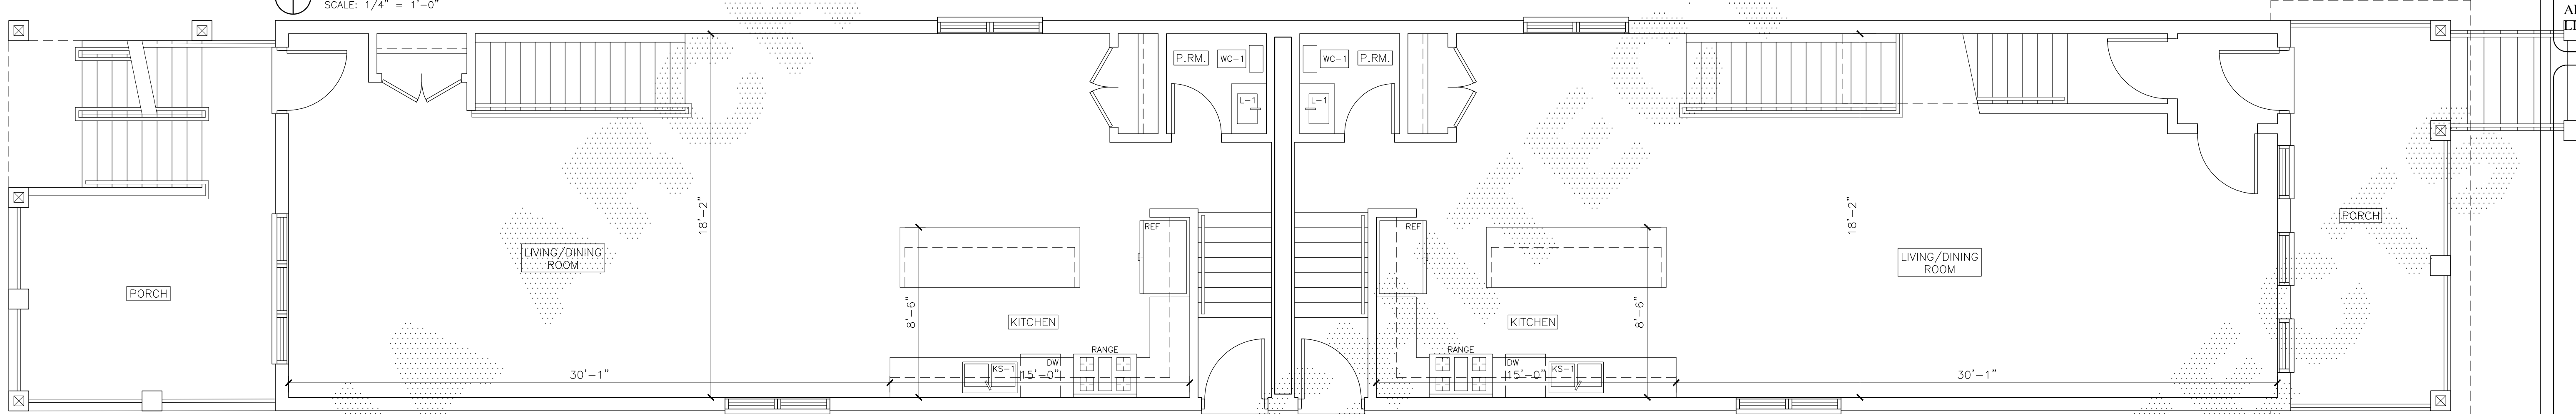 SCALE: 1/4" = 1'-0"
P.RM.
WC-1
WC-1
P.RM.
L-1
L-1
18'-2"
18'-2"
REF
REF
PORCH
LIVING/DINING
ROOM
LIVING/DINING
ROOM
PORCH
8'-6"
8'-6"
KITCHEN
KITCHEN
RANGE
RANGE
DW
DW
KS-1
KS-1
30'-1"
15'-0"
15'-0"
30'-1"